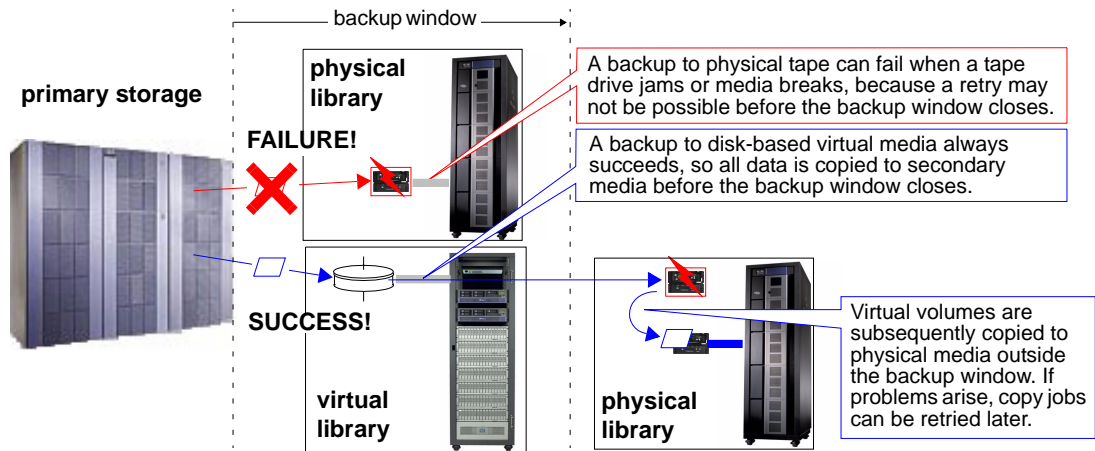 backup window
physical
library
A backup to physical tape can fail when a tape
drive jams or media breaks, because a retry may
not be possible before the backup window closes.
primary storage
FAILURE!
A backup to disk-based virtual media always
succeeds, so all data is copied to secondary
media before the backup window closes.
SUCCESS!
virtual
library
physical
library
Virtual volumes are
subsequently copied to
physical media outside
the backup window. If
problems arise, copy jobs
can be retried later.